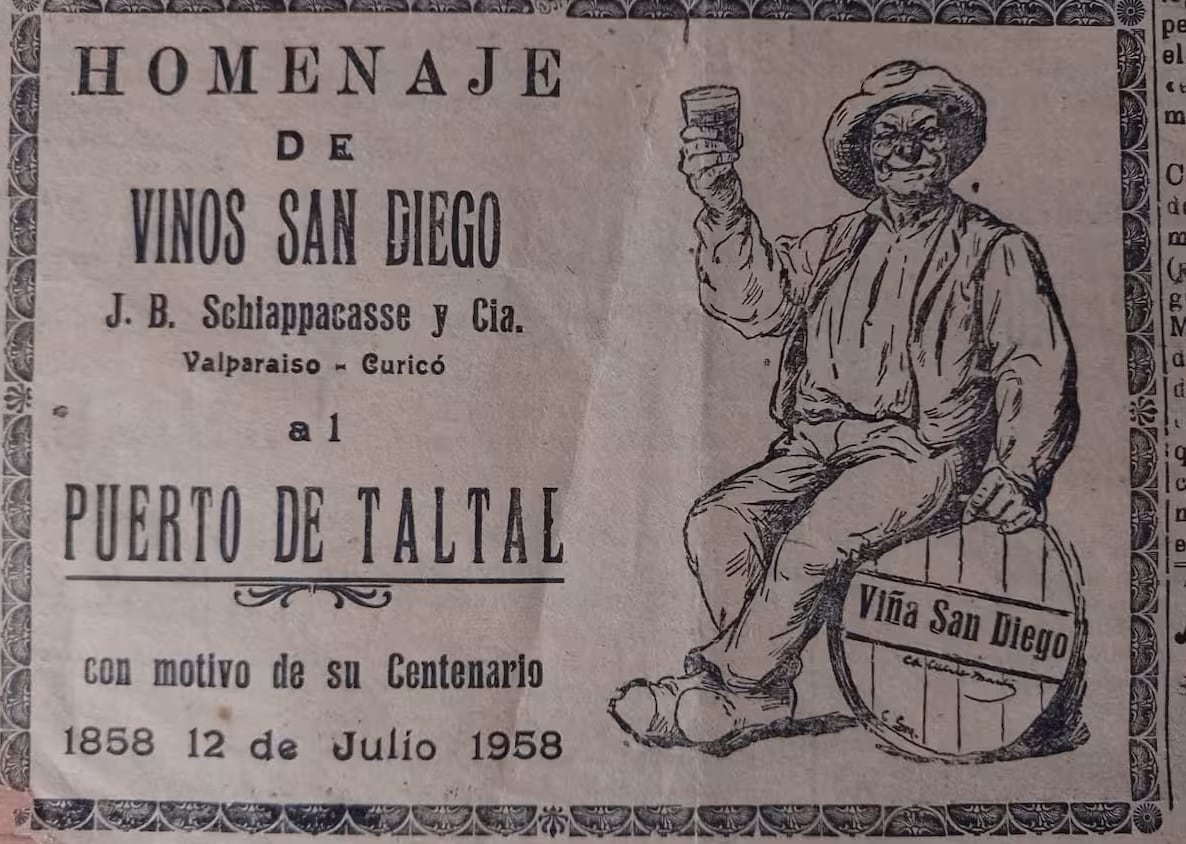 HOMENAJE
DE
VINOS SAN DIEGO
J. B. Schiappacasse y Cia.
Valparaiso - Curicó
al
PUERTO DE TALTAL
con motivo de su Centenario
1858 12 de Julio 1958
Viña San Diego